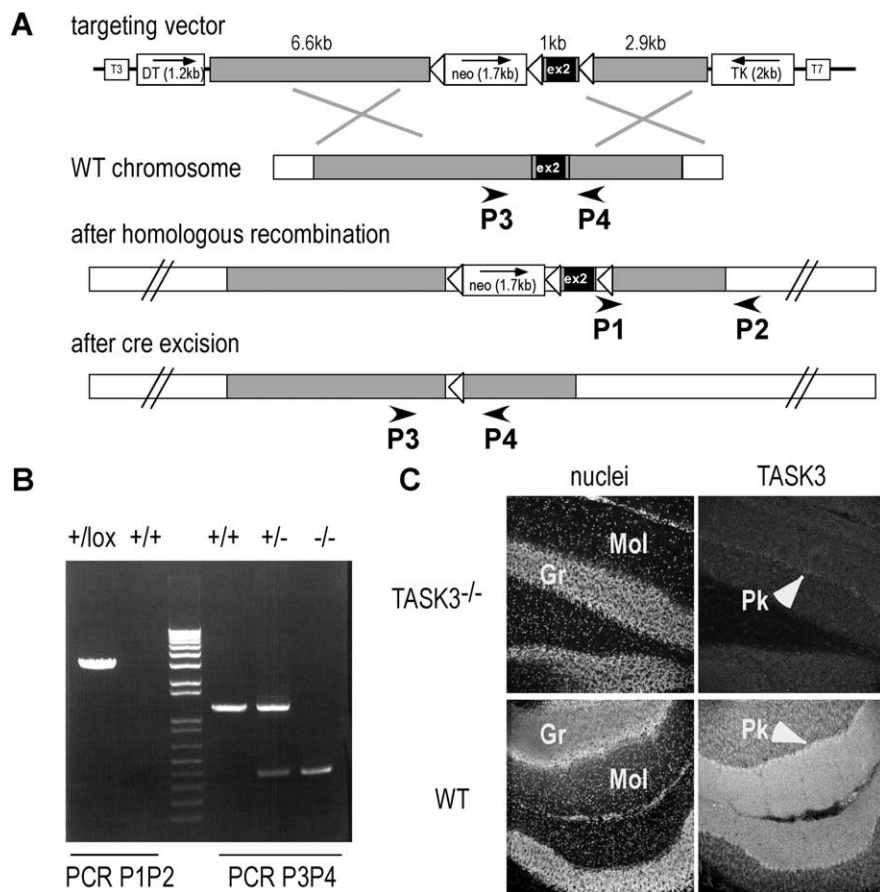 A
targeting vector
6.6kb
1kb
2.9kb
T3
DT (1.2kb)
neo (1.7kb)
ex2
TK (2kb)
T7
WT chromosome
ex2
P3
P4
after homologous recombination
neo (1.7kb)
ex2
P1
P2
after cre excision
P3
P4
B
+/lox
+/+
+/+
+/-
-/-
PCR P1P2
PCR P3P4
C
nuclei
TASK3
TASK3-/-
Mol
Gr
Pk
WT
Gr
Mol
Pk